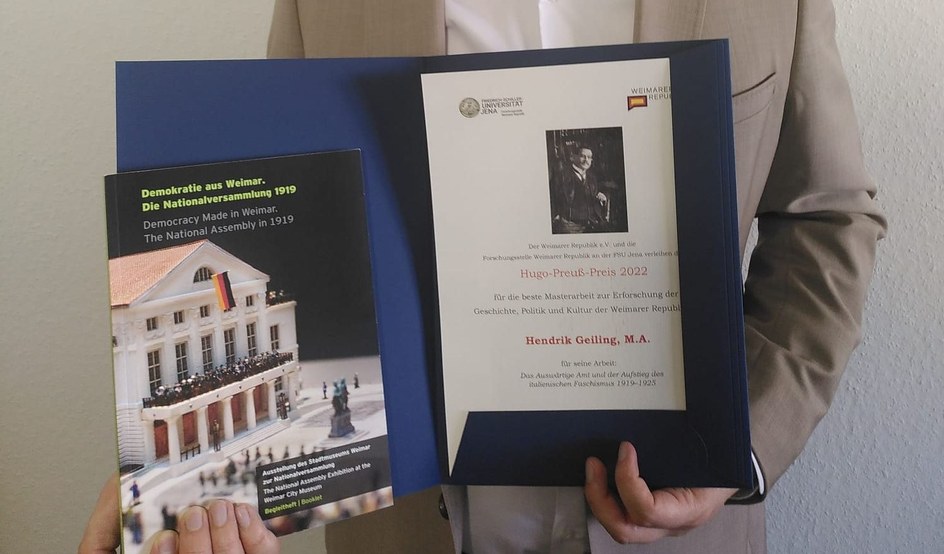 Demokratie aus Weimar.
Die Nationalversammlung 1919
Democracy Made in Weimar.
The National Assembly in 1919
Ausstellung des Stadtmuseums Weimar
zur Nationalversammlung
The National Assembly Exhibition at the
Weimar City Museum
Begleitheft | Booklet
FRIEDRICH-SCHILLER-
UNIVERSITÄT
JENA
WEIMARER
REPU
Der Weimarer Republik e.V. und die
Forschungsstelle Weimarer Republik an der FSU Jena verleihen d
Hugo-Preuß-Preis 2022
für die beste Masterarbeit zur Erforschung der
Geschichte, Politik und Kultur der Weimarer Republ
Hendrik Geiling, M.A.
für seine Arbeit:
Das Auswärtige Amt und der Aufstieg des
italienischen Faschismus 1919–1925